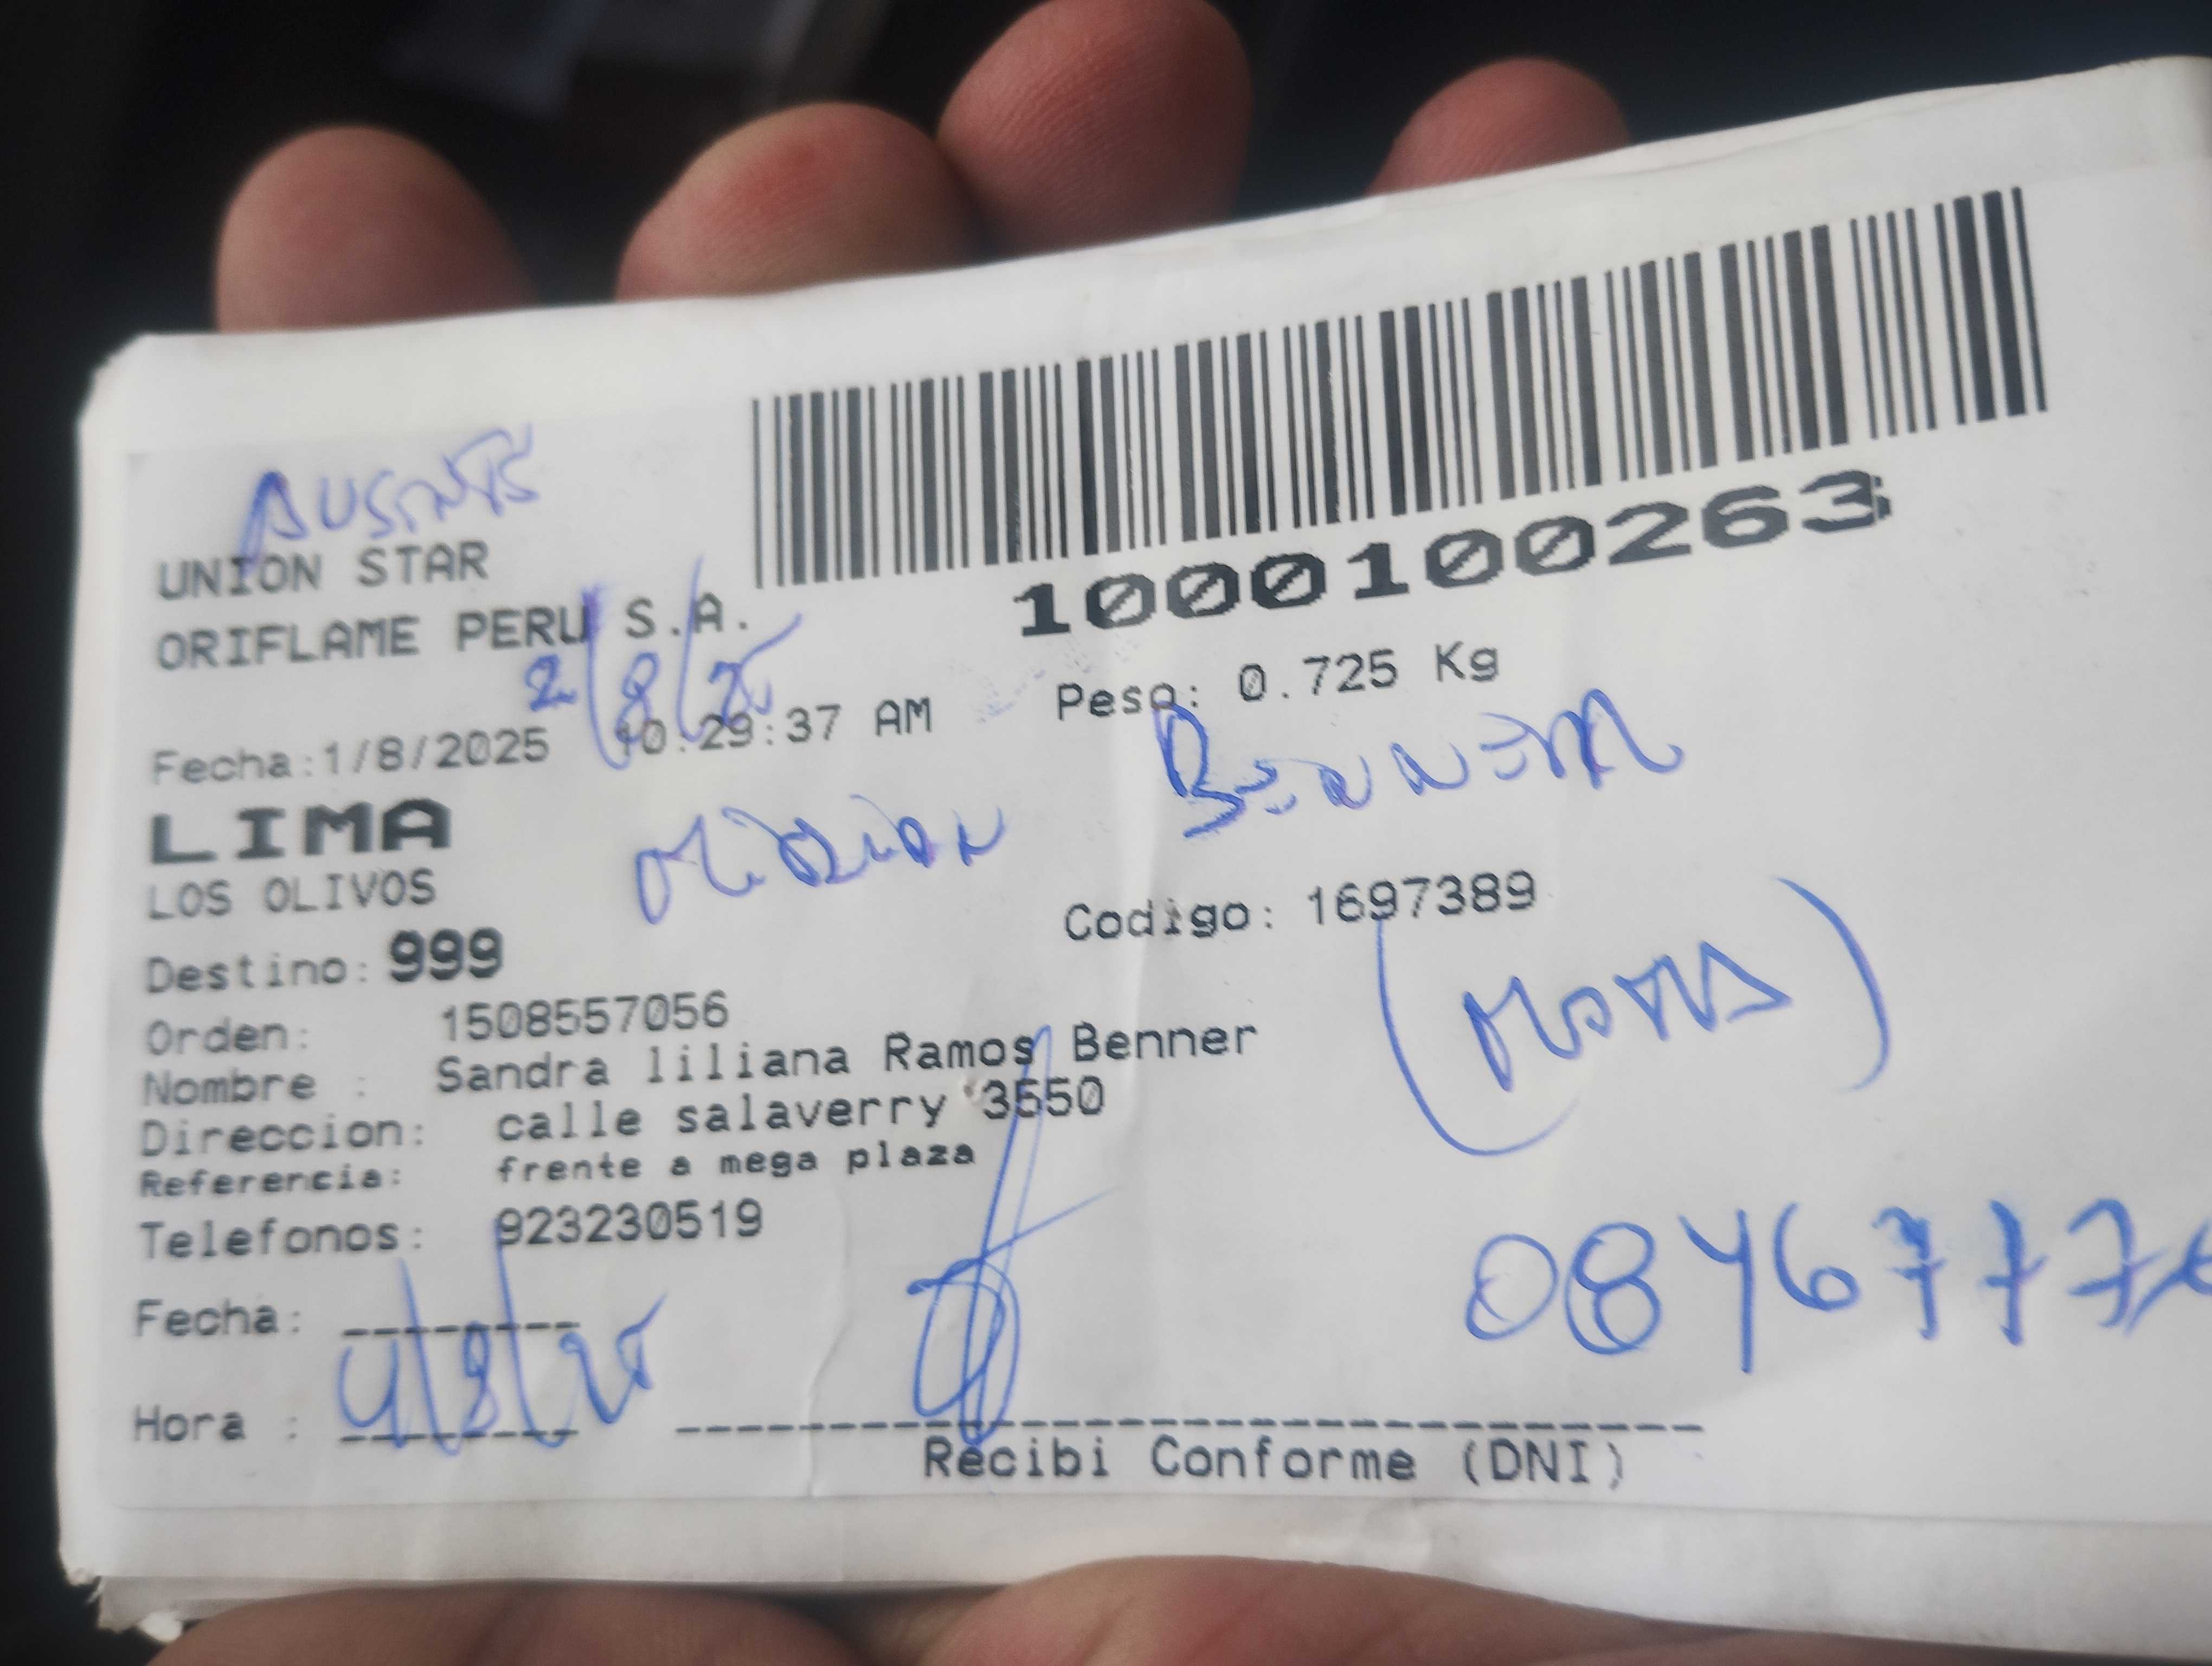 Ausente
UNION STAR
ORIFLAME PERU S.A.
1000100263
2/8/25
Peso: 0.725 Kg
Fecha:1/8/2025 10:29:37 AM
LIMA
LOS OLIVOS
Codigo: 1697389
Destino: 999
Orden: 1508557056
Nombre : Sandra liliana Ramos Benner
Direccion: calle salaverry 3550
Referencia: frente a mega plaza
Telefonos: 923230519
Fecha: --------
4/8/25
Hora : --------
Recibi Conforme (DNI)